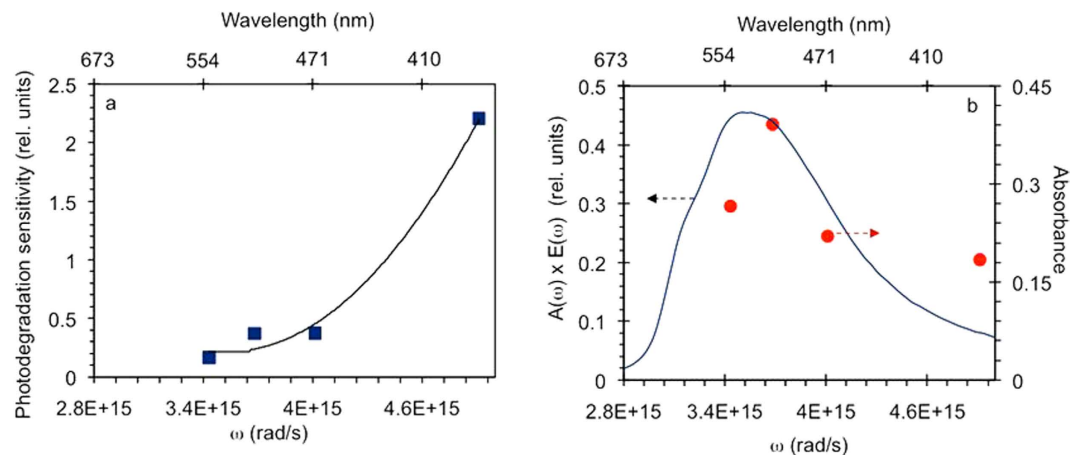 Wavelength (nm)
673 554 471 410
Photodegradation sensitivity (rel. units)
2.5
2
1.5
1
0.5
0
a
2.8E+15 3.4E+15 4E+15 4.6E+15
ω (rad/s)
Wavelength (nm)
673 554 471 410
A(ω) x E(ω) (rel. units)
0.5
0.4
0.3
0.2
0.1
0
b
0.45
0.3
0.15
0
Absorbance
2.8E+15 3.4E+15 4E+15 4.6E+15
ω (rad/s)